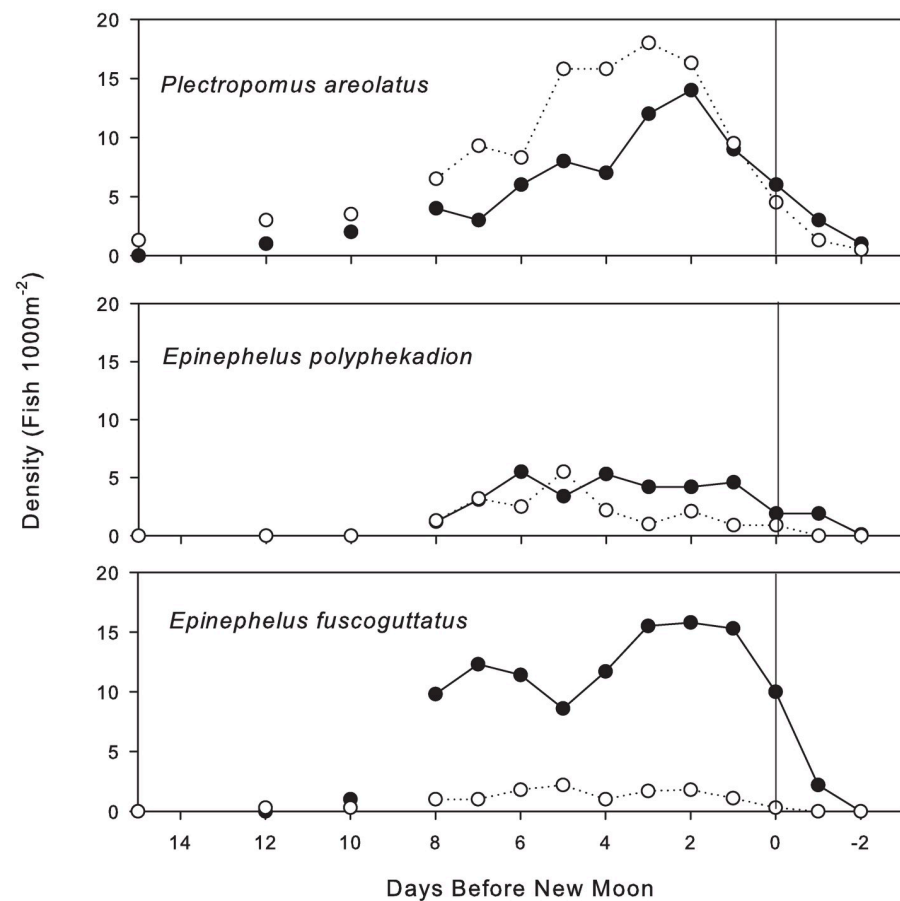 20
15
10
5
0
Plectropomus areolatus
20
15
10
5
0
Epinephelus polyphekadion
Density (Fish 1000m⁻²)
20
15
10
5
0
Epinephelus fuscoguttatus
14 12 10 8 6 4 2 0 -2
Days Before New Moon